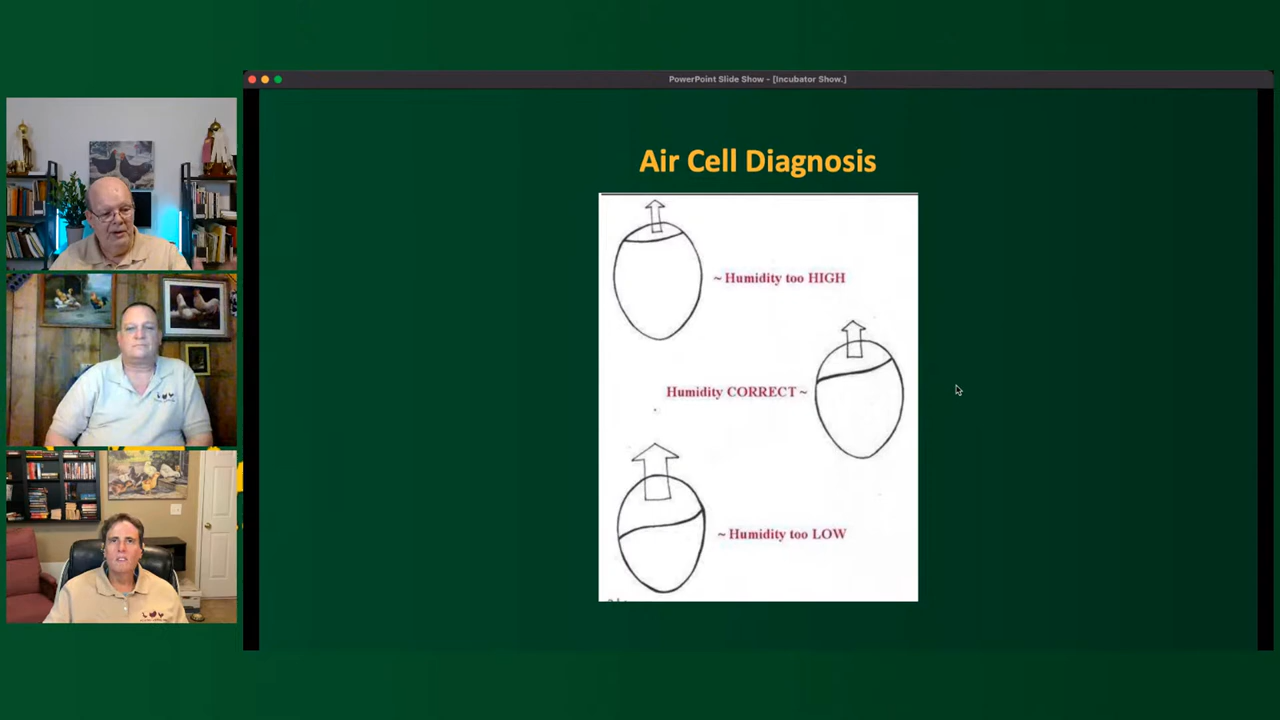 PowerPoint Slide Show - [Incubator Show.]
Air Cell Diagnosis
~ Humidity too HIGH
Humidity CORRECT ~
~ Humidity too LOW